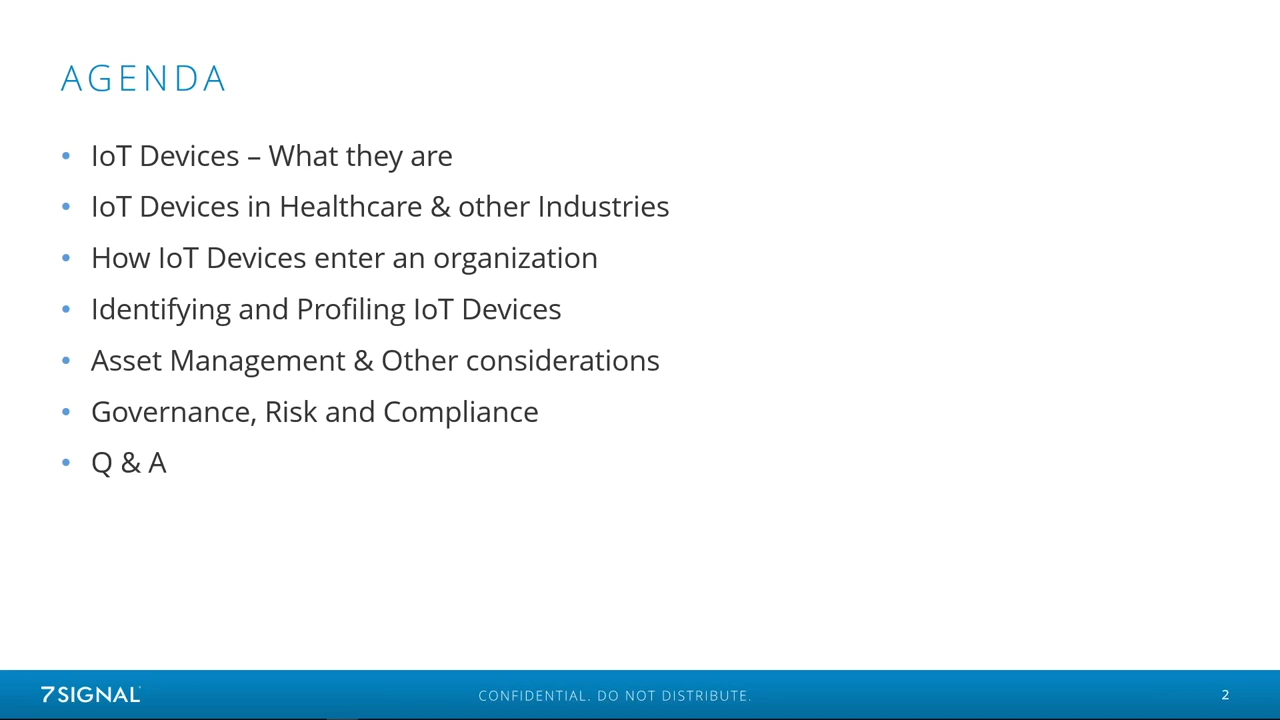 AGENDA
• IoT Devices – What they are
• IoT Devices in Healthcare & other Industries
• How IoT Devices enter an organization
• Identifying and Profiling IoT Devices
• Asset Management & Other considerations
• Governance, Risk and Compliance
• Q & A
7SIGNAL
CONFIDENTIAL. DO NOT DISTRIBUTE.
2